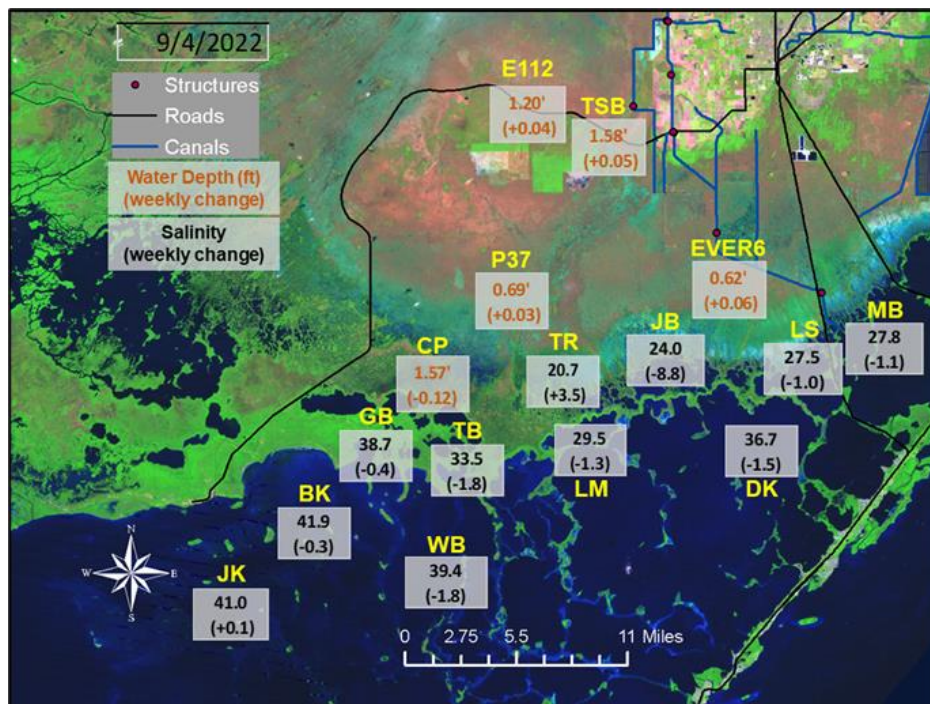 9/4/2022
Structures
Roads
Canals
Water Depth (ft)
(weekly change)
Salinity
(weekly change)
E112
1.20'
(+0.04)
TSB
1.58'
(+0.05)
P37
0.69'
(+0.03)
EVER6
0.62'
(+0.06)
CP
1.57'
(-0.12)
TR
20.7
(+3.5)
JB
24.0
(-8.8)
LS
27.5
(-1.0)
MB
27.8
(-1.1)
GB
38.7
(-0.4)
TB
33.5
(-1.8)
29.5
(-1.3)
LM
36.7
(-1.5)
DK
BK
41.9
(-0.3)
WB
39.4
(-1.8)
JK
41.0
(+0.1)
N
W E
S
0 2.75 5.5 11 Miles